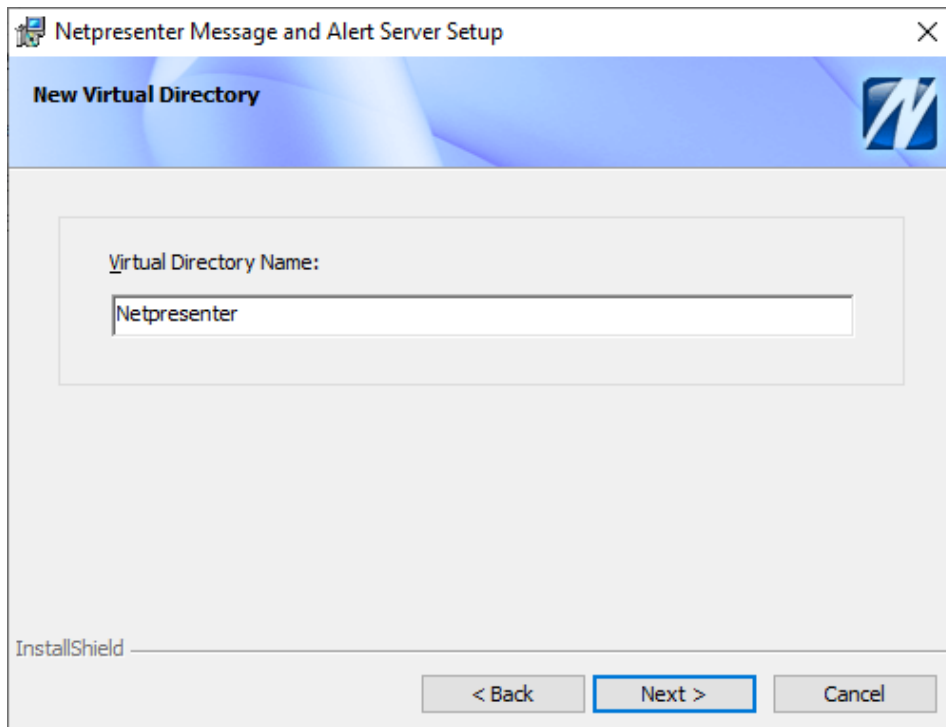 Netpresenter Message and Alert Server Setup
New Virtual Directory
Virtual Directory Name:
Netpresenter
InstallShield
< Back Next > Cancel